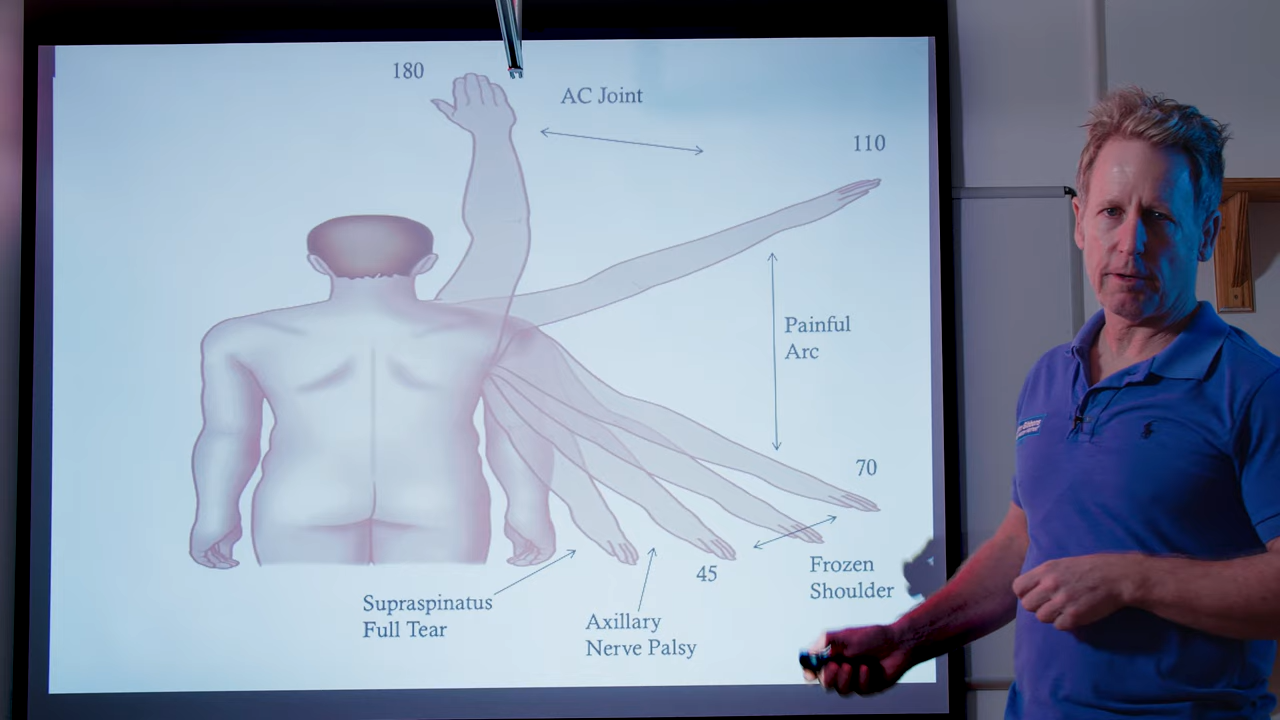 180
AC Joint
110
Painful
Arc
70
Frozen
Shoulder
45
Supraspinatus
Full Tear
Axillary
Nerve Palsy